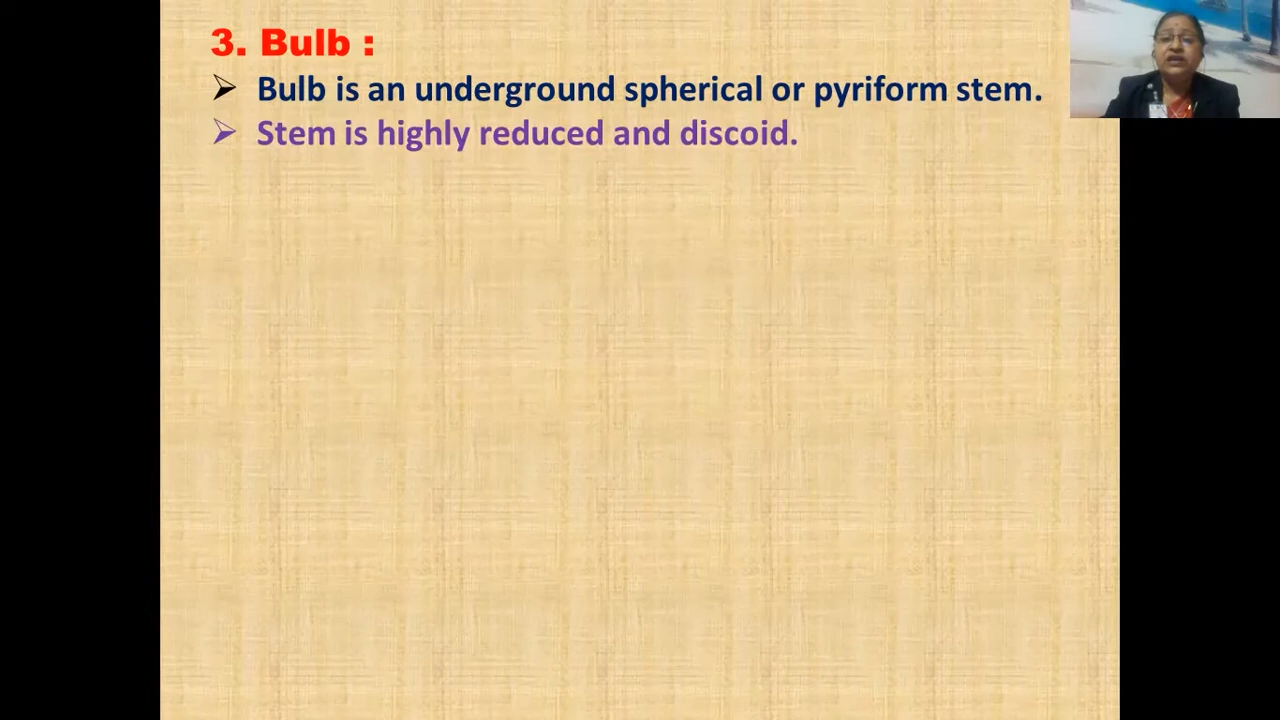 3. Bulb :
➢ Bulb is an underground spherical or pyriform stem.
➢ Stem is highly reduced and discoid.